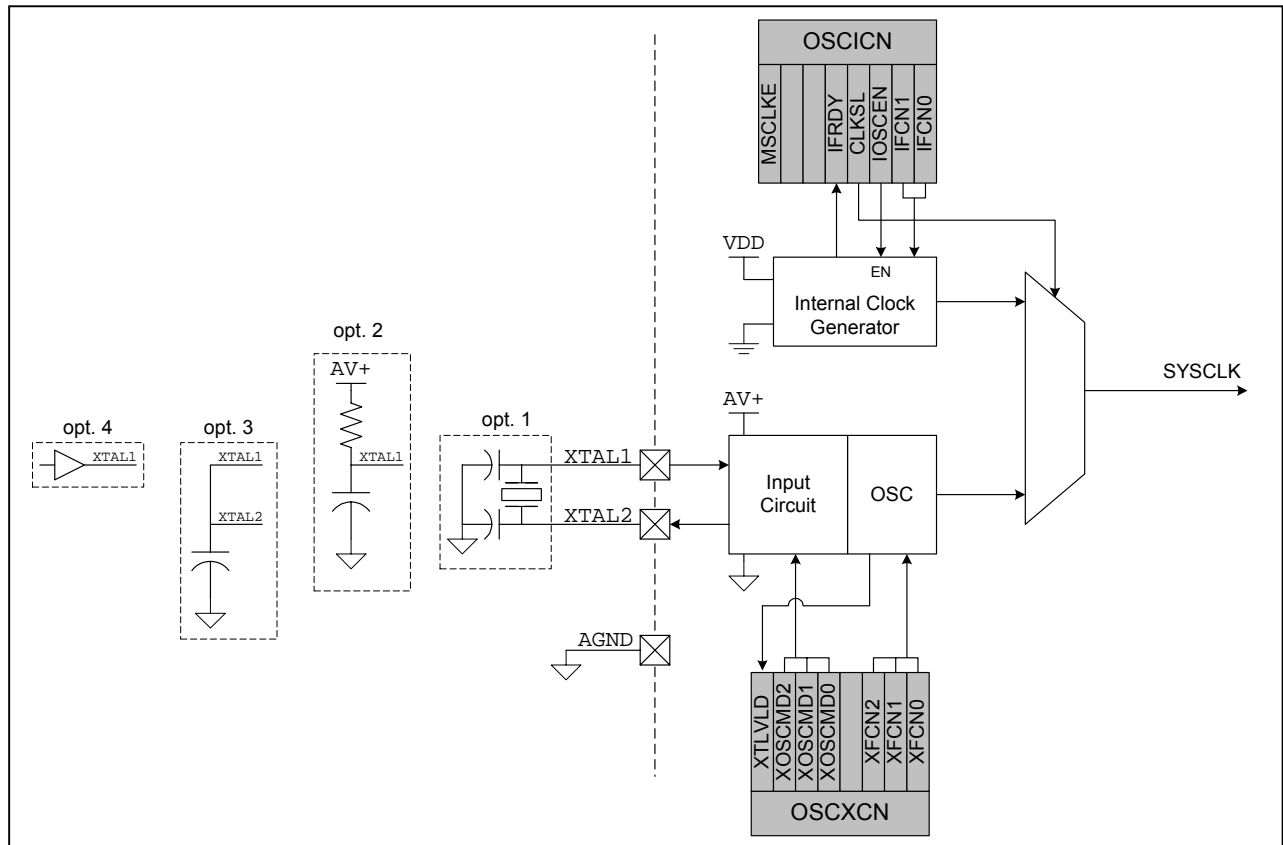 OSCICN
MSCLKE
IFRDY
CLKSL
IOSCEN
IFCN1
IFCN0
VDD
EN
Internal Clock
Generator
opt. 2
AV+
XTAL1
SYSCLK
opt. 4
XTAL1
opt. 3
XTAL1
XTAL2
opt. 1
XTAL1
XTAL2
AV+
Input
Circuit
OSC
AGND
XTLVLD
XOSCMD2
XOSCMD1
XOSCMD0
XFCN2
XFCN1
XFCN0
OSCXCN